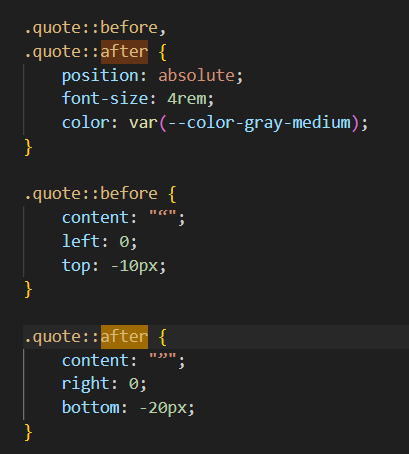 .quote::before,
.quote::after {
    position: absolute;
    font-size: 4rem;
    color: var(--color-gray-medium);
}

.quote::before {
    content: "“";
    left: 0;
    top: -10px;
}

.quote::after {
    content: "”";
    right: 0;
    bottom: -20px;
}